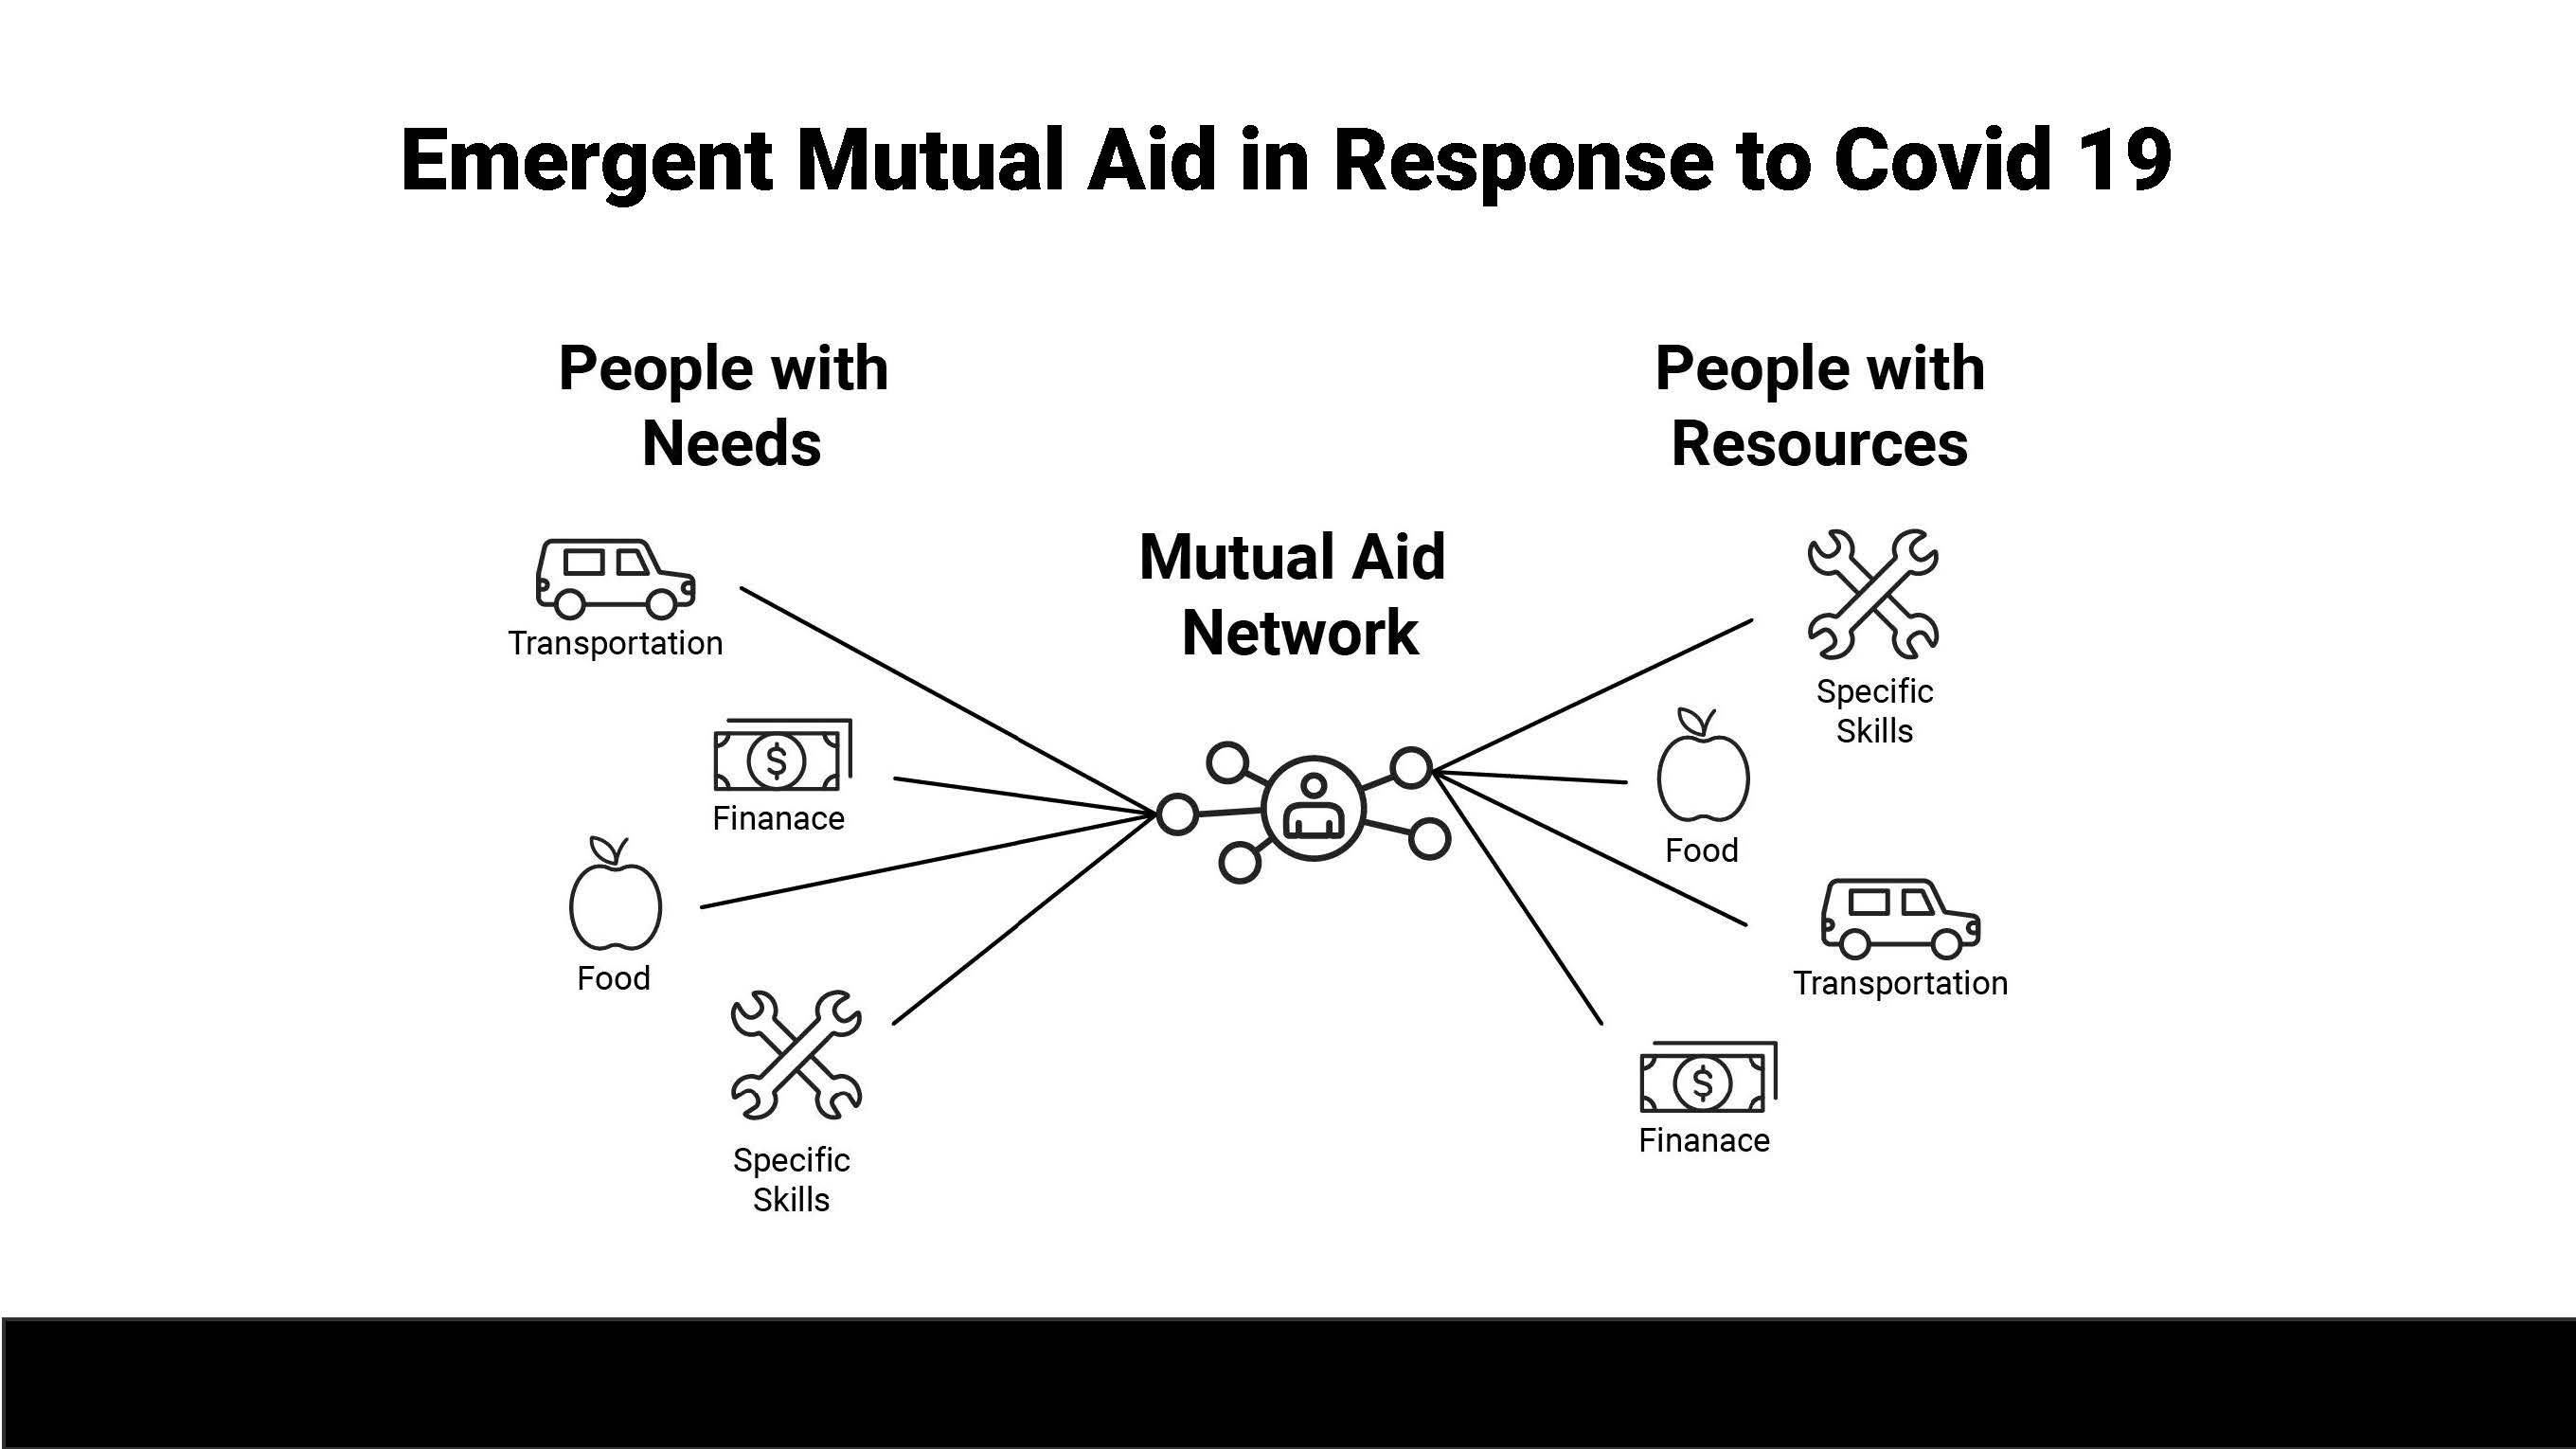 Emergent Mutual Aid in Response to Covid 19
People with
Needs
Transportation
Finanace
Food
Specific
Skills
Mutual Aid
Network
People with
Resources
Specific
Skills
Food
Transportation
Finanace